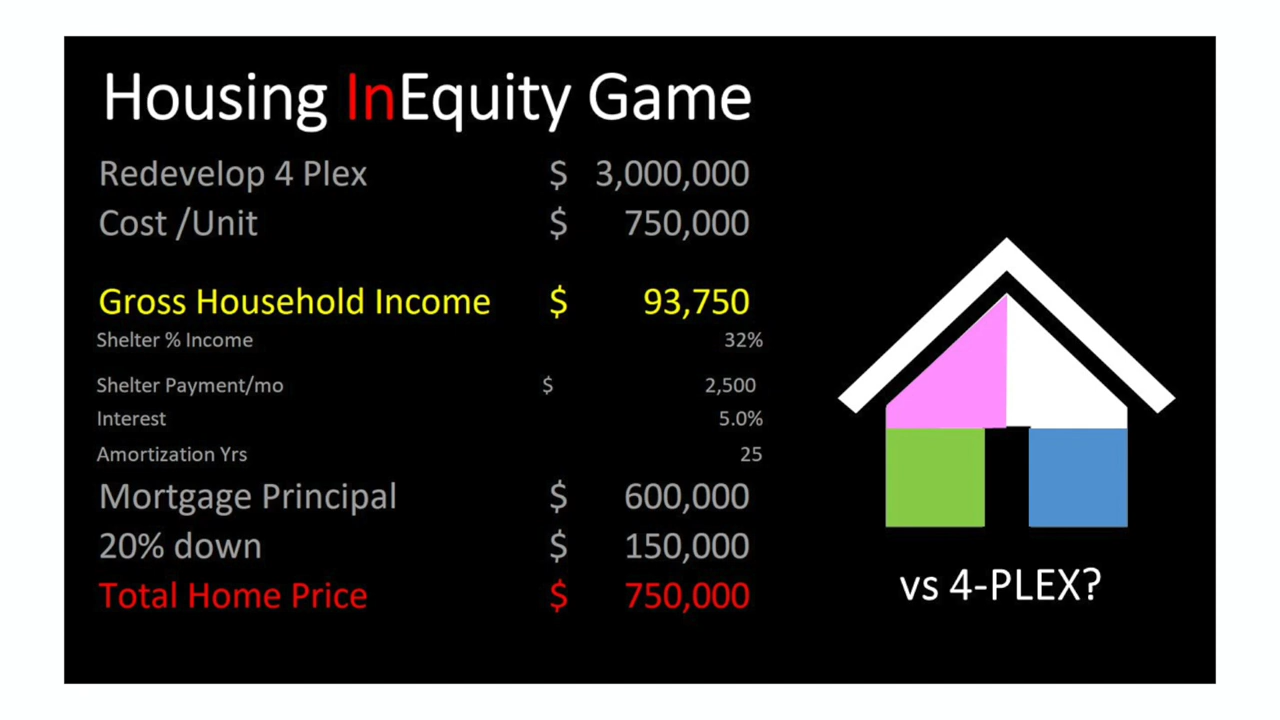 Housing InEquity Game
Redevelop 4 Plex $ 3,000,000
Cost /Unit $ 750,000
Gross Household Income $ 93,750
Shelter % Income 32%
Shelter Payment/mo $ 2,500
Interest 5.0%
Amortization Yrs 25
Mortgage Principal $ 600,000
20% down $ 150,000
Total Home Price $ 750,000
vs 4-PLEX?